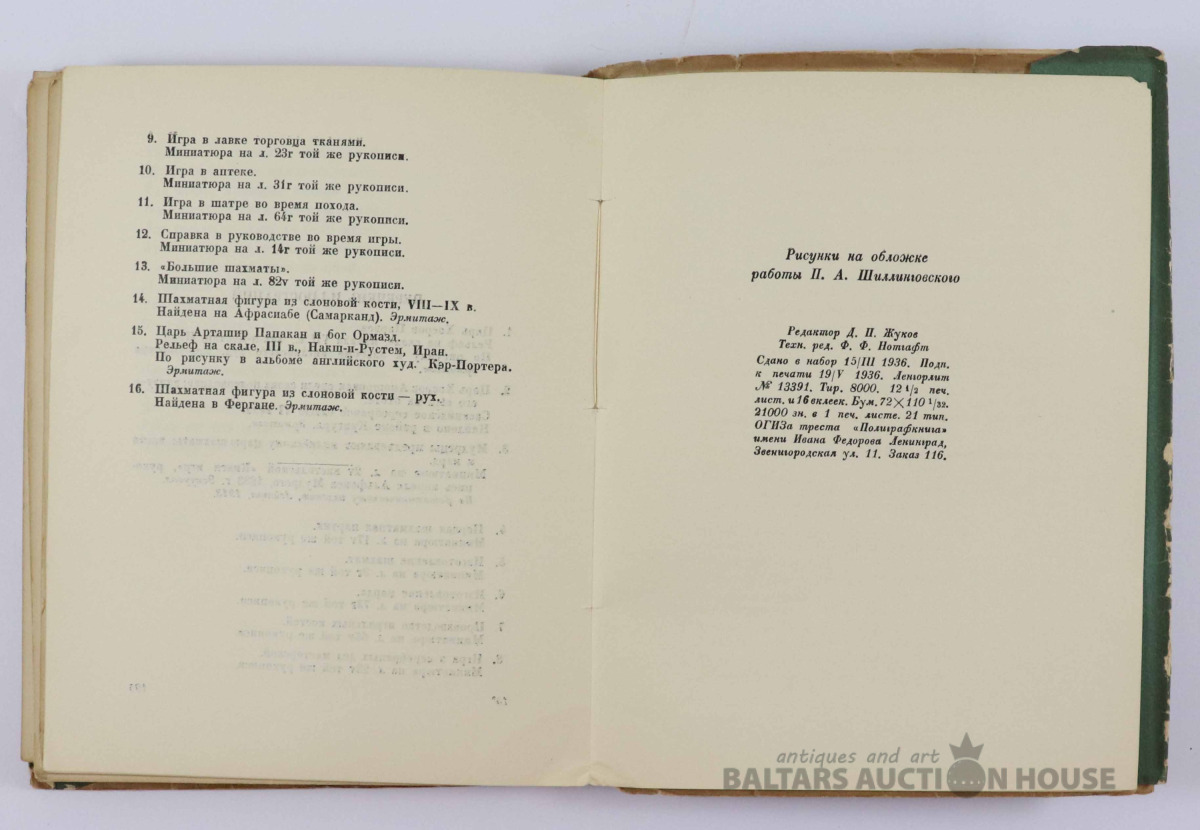 9. Игра в лавке торговца тканями.
Миниатюра на л. 23г той же рукописи.
10. Игра в аптеке.
Миниатюра на л. 31г той же рукописи.
11. Игра в шатре во время похода.
Миниатюра на л. 64г той же рукописи.
12. Справка в руководстве во время игры.
Миниатюра на л. 14г той же рукописи.
13. «Большие шахматы».
Миниатюра на л. 82v той же рукописи.
14. Шахматная фигура из слоновой кости, VIII—IX в.
Найдена на Афрасиабе (Самарканд). Эрмитаж.
15. Царь Арташир Папакан и бог Ормазд.
Рельеф на скале, III в., Накш-и-Рустем, Иран.
По рисунку в альбоме английского худ. Кэр-Портера.
Эрмитаж.
16. Шахматная фигура из слоновой кости — рух.
Найдена в Фергане. Эрмитаж.
Рисунки на обложке
работы П. А. Шиллинговского
Редактор Д. П. Жуков
Техн. ред. Ф. Ф. Нотгафт
Сдано в набор 15/III 1936. Подп.
к печати 19/V 1936. Ленгорлит
№ 13391. Тир. 8000. 12 1/2 печ.
лист. и 16 вклеек. Бум. 72×110 1/32.
21000 зн. в 1 печ. листе. 21 тип.
ОГИЗа треста «Полиграфкнига»
имени Ивана Федорова Ленинград,
Звенигородская ул. 11. Заказ 116.
antiques and art
BALTARS AUCTION HOUSE